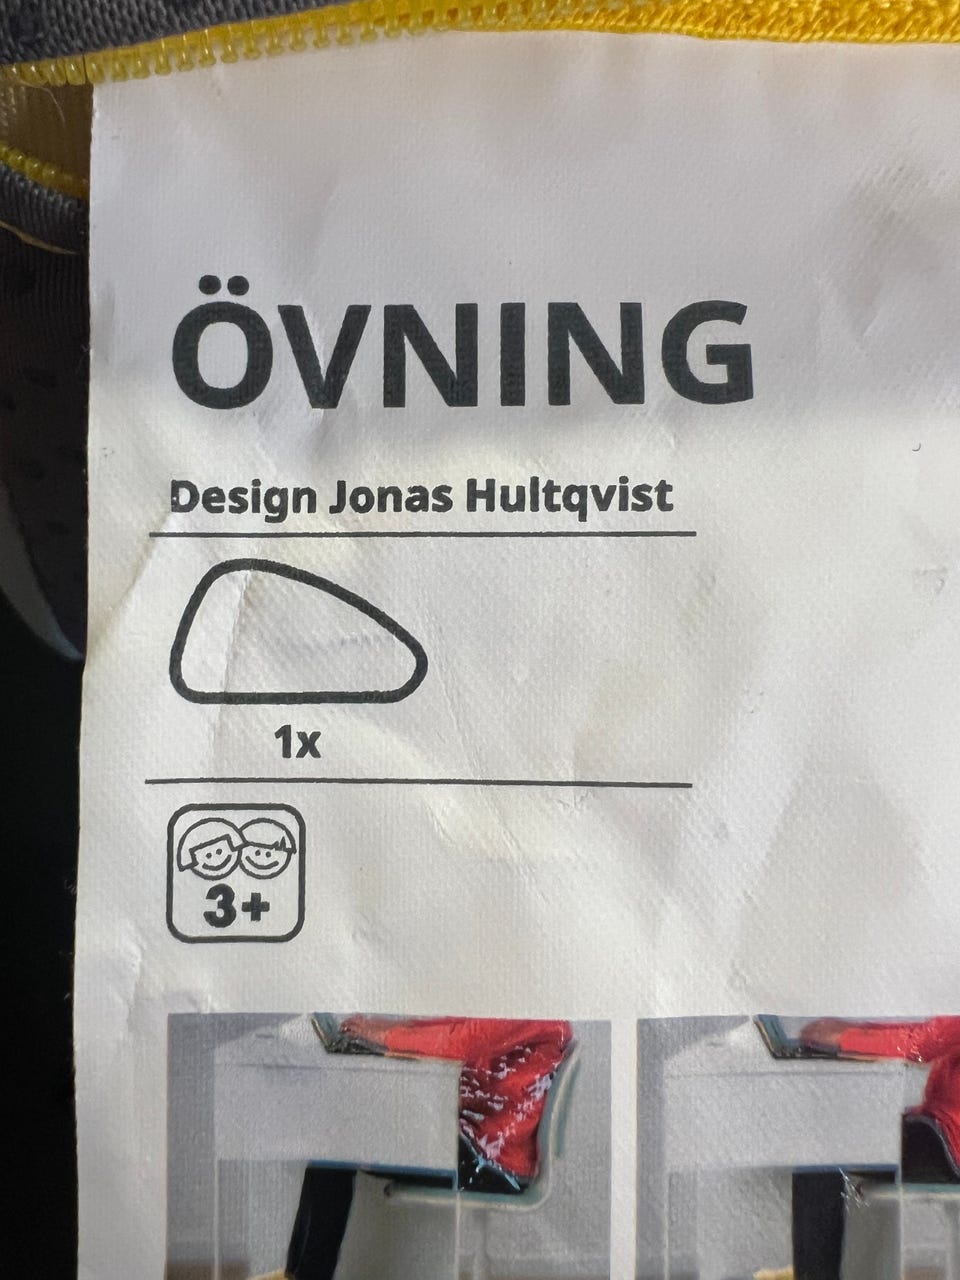 ÖVNING
Design Jonas Hultqvist
1x
3+